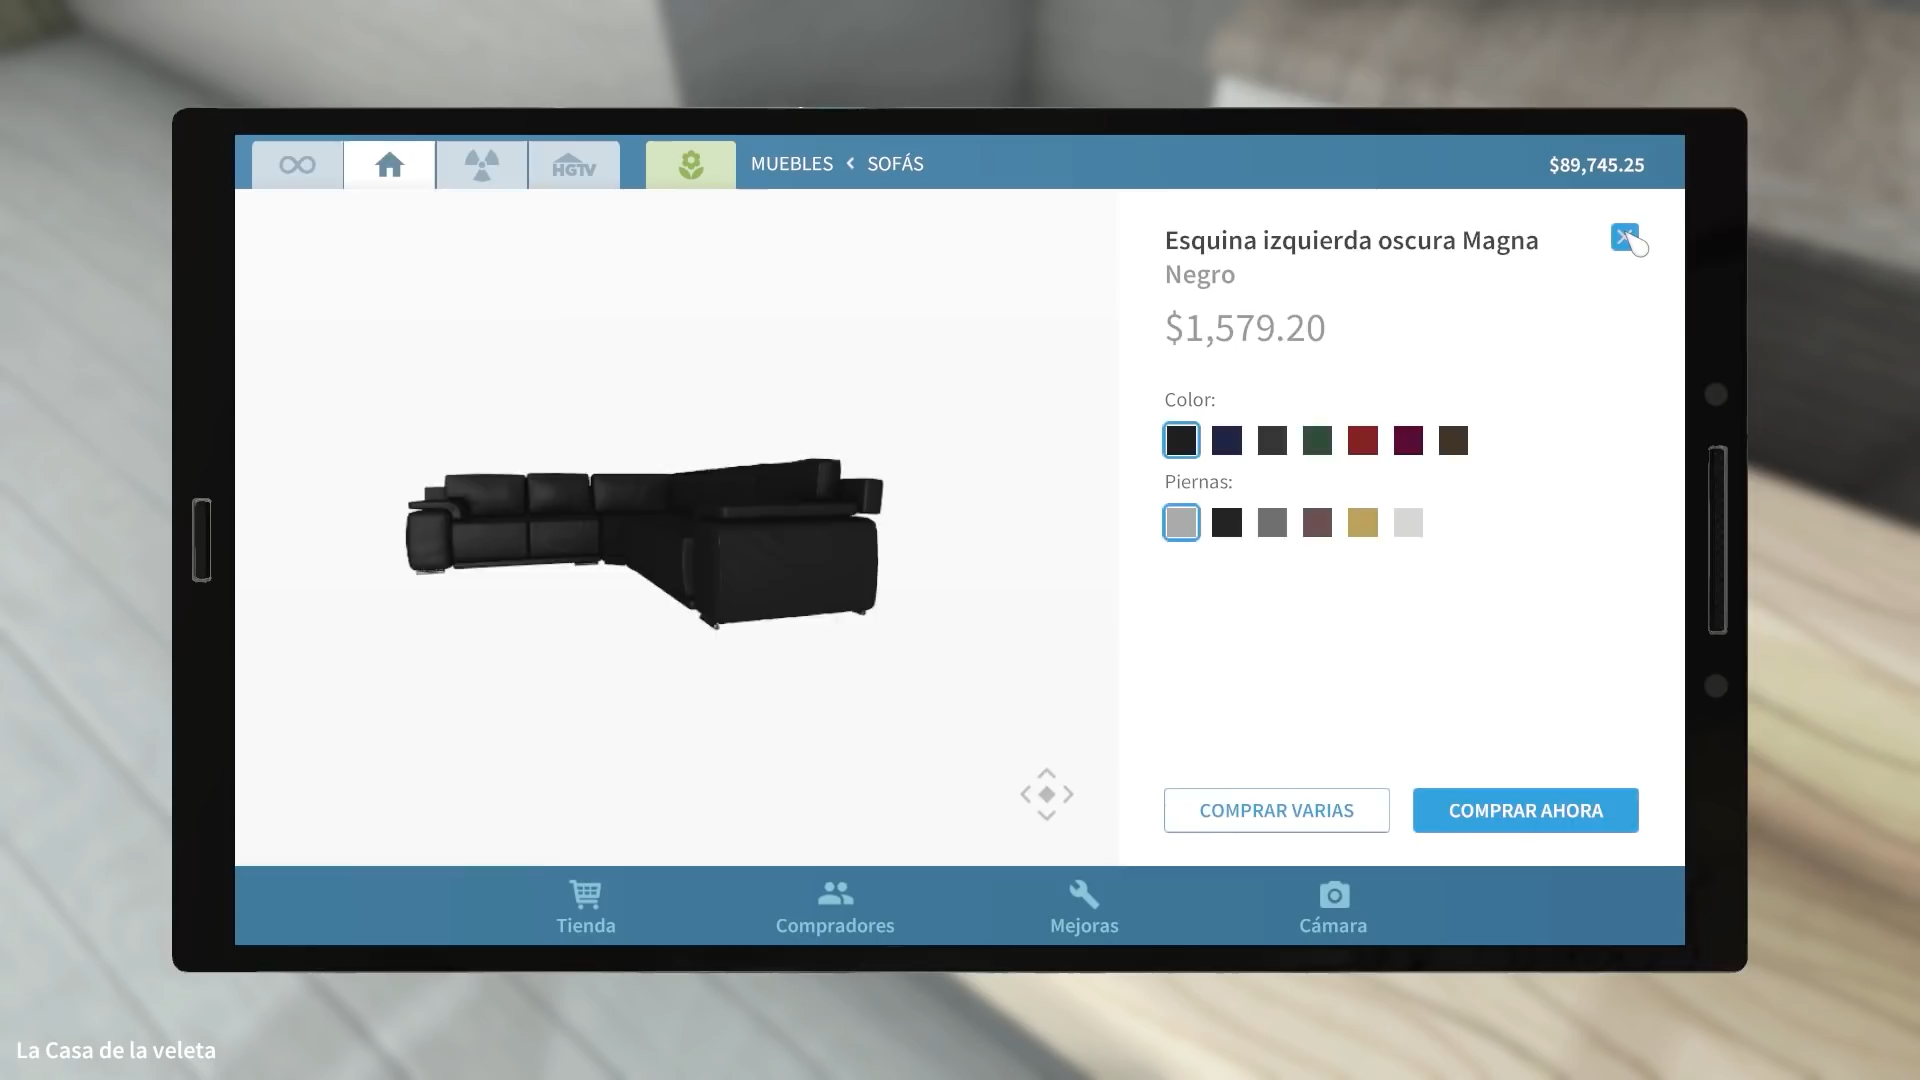 HGTV
MUEBLES < SOFÁS
$89,745.25
Esquina izquierda oscura Magna
Negro
$1,579.20
Color:
Piernas:
COMPRAR VARIAS
COMPRAR AHORA
Tienda
Compradores
Mejoras
Cámara
La Casa de la veleta